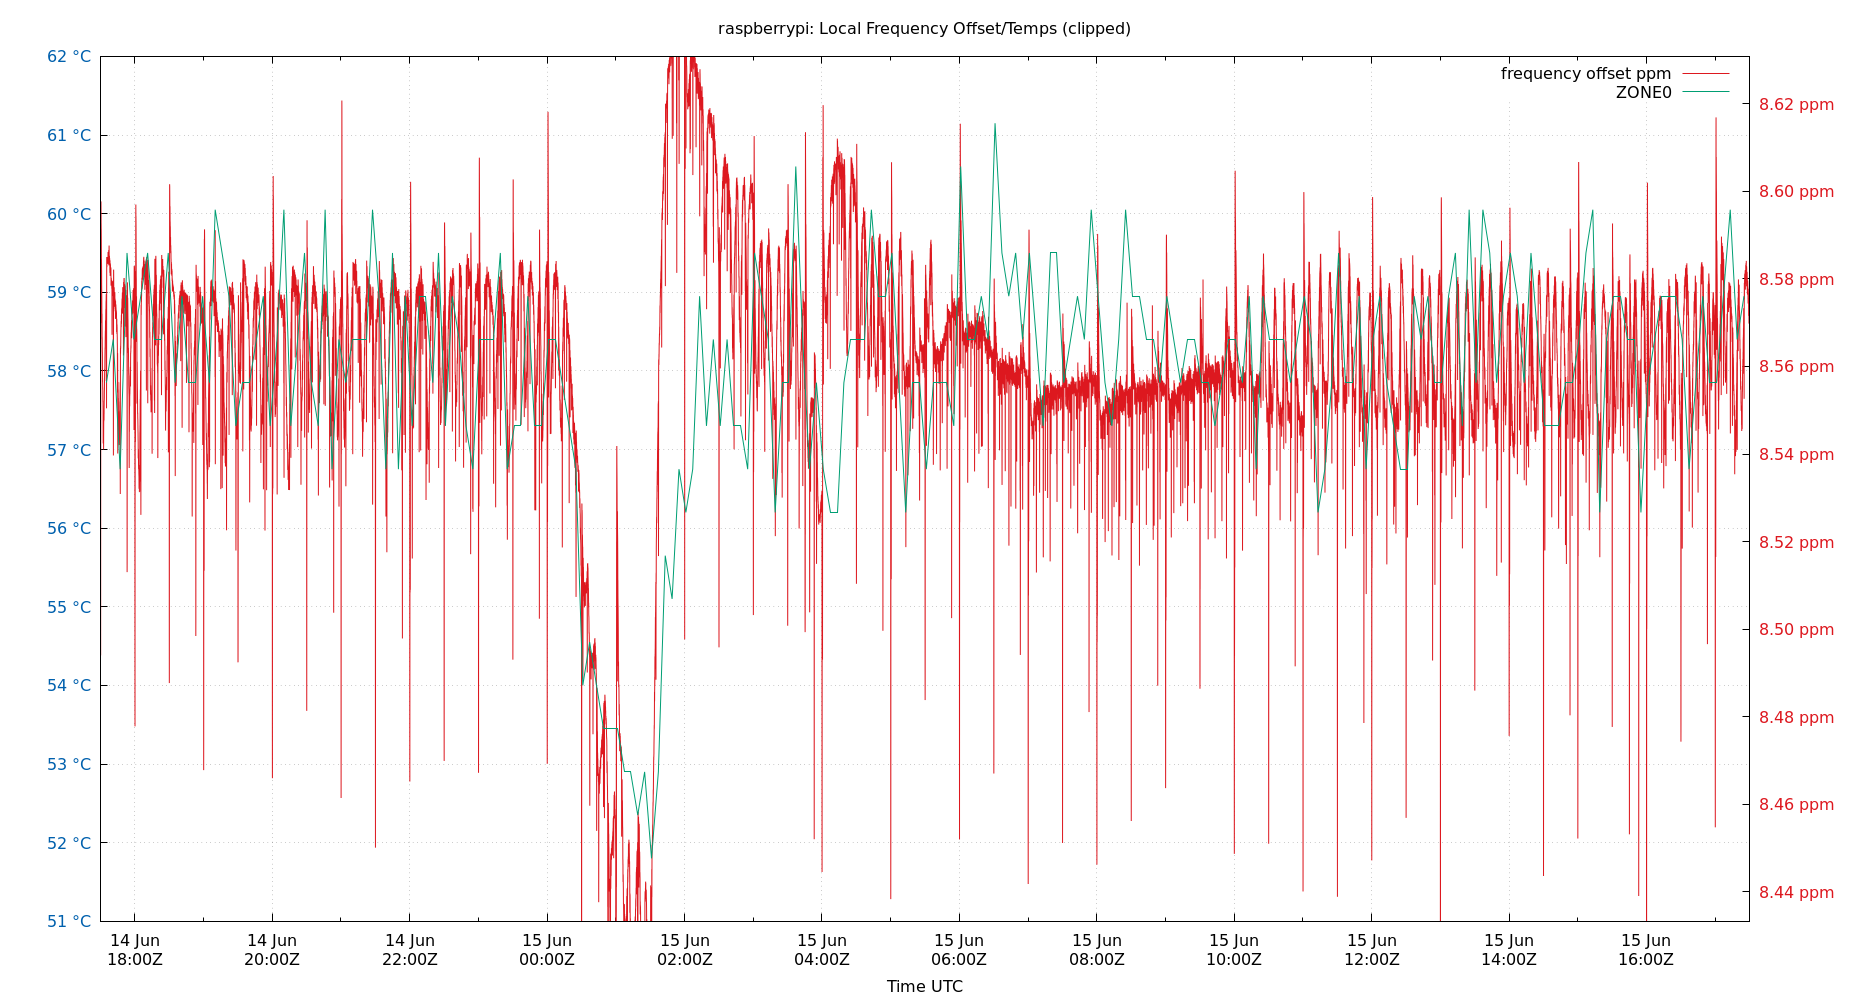 raspberrypi: Local Frequency Offset/Temps (clipped)
frequency offset ppm
ZONE0
62 °C
61 °C
60 °C
59 °C
58 °C
57 °C
56 °C
55 °C
54 °C
53 °C
52 °C
51 °C
8.62 ppm
8.60 ppm
8.58 ppm
8.56 ppm
8.54 ppm
8.52 ppm
8.50 ppm
8.48 ppm
8.46 ppm
8.44 ppm
14 Jun
18:00Z
14 Jun
20:00Z
14 Jun
22:00Z
15 Jun
00:00Z
15 Jun
02:00Z
15 Jun
04:00Z
15 Jun
06:00Z
15 Jun
08:00Z
15 Jun
10:00Z
15 Jun
12:00Z
15 Jun
14:00Z
15 Jun
16:00Z
Time UTC